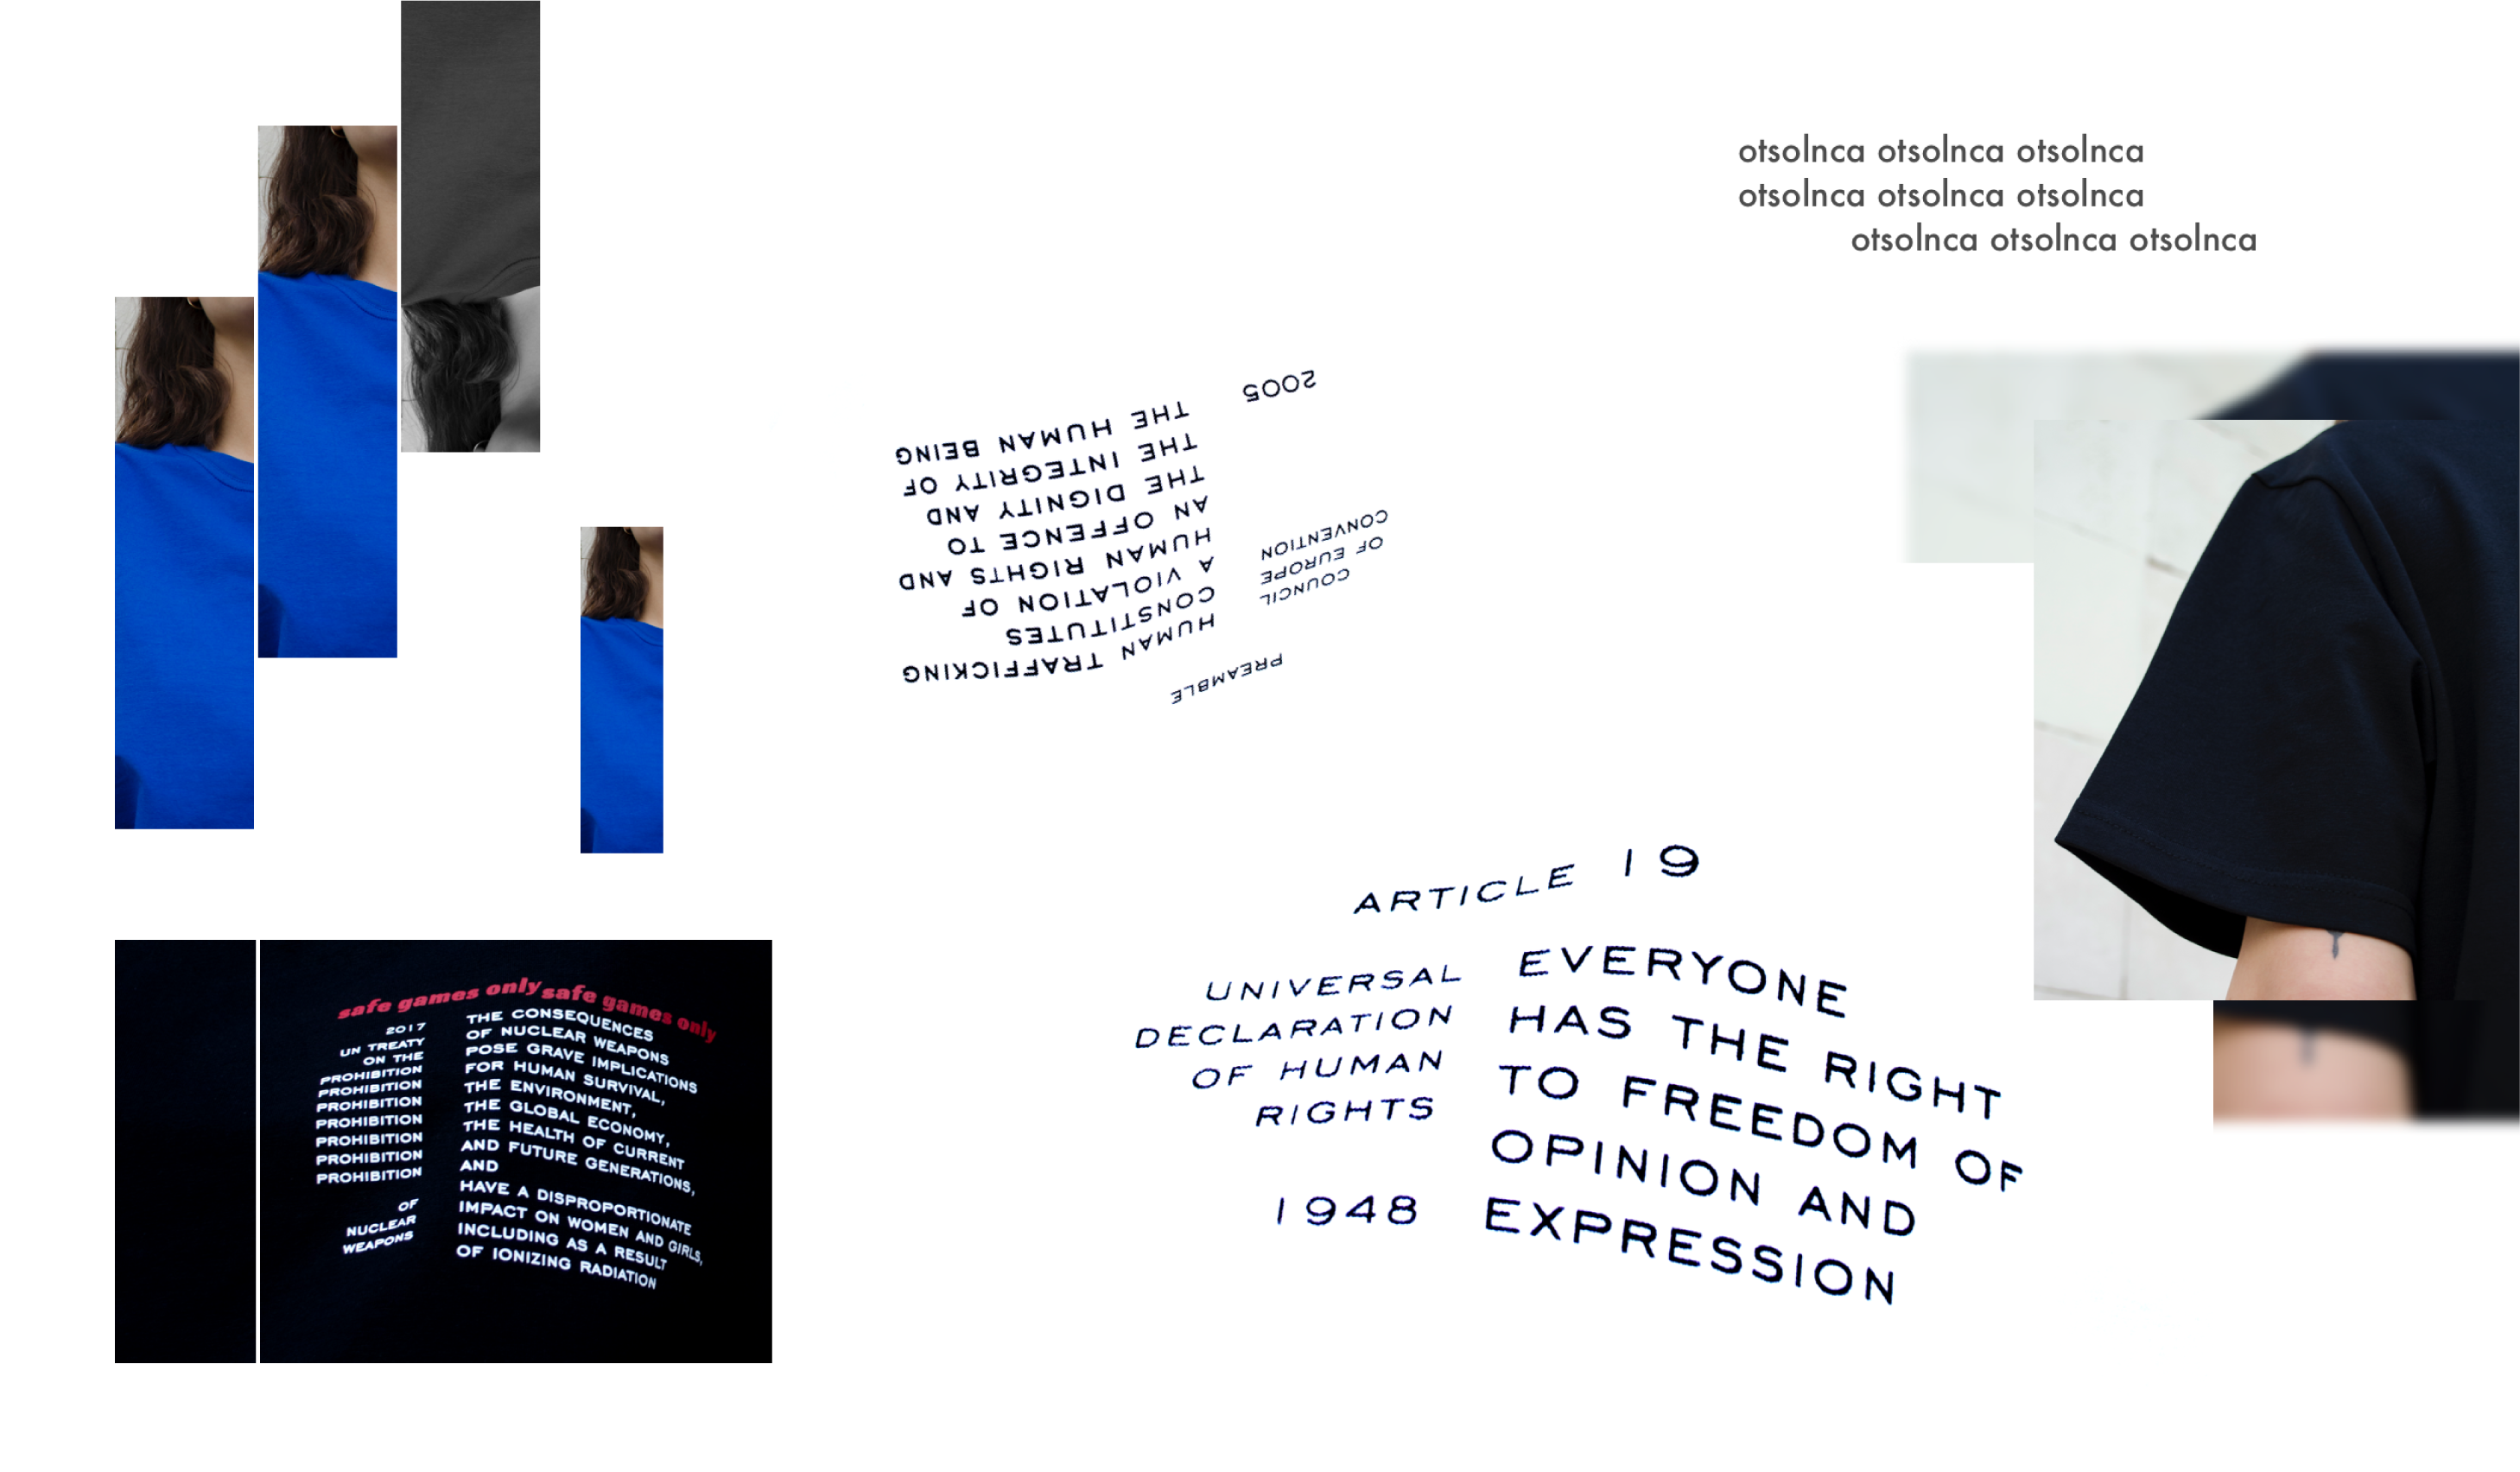 otsolnca otsolnca otsolnca
otsolnca otsolnca otsolnca
otsolnca otsolnca otsolnca
PREAMBLE
COUNCIL
OF EUROPE
CONVENTION
2005
HUMAN TRAFFICKING
CONSTITUTES
A VIOLATION OF
HUMAN RIGHTS AND
AN OFFENCE TO
THE DIGNITY AND
THE INTEGRITY OF
THE HUMAN BEING
ARTICLE 19
UNIVERSAL
DECLARATION
OF HUMAN
RIGHTS
1948
EVERYONE
HAS THE RIGHT
TO FREEDOM OF
OPINION AND
EXPRESSION
safe games only safe games only
2017
UN TREATY
ON THE
PROHIBITION
PROHIBITION
PROHIBITION
PROHIBITION
PROHIBITION
PROHIBITION
PROHIBITION
OF
NUCLEAR
WEAPONS
THE CONSEQUENCES
OF NUCLEAR WEAPONS
POSE GRAVE IMPLICATIONS
FOR HUMAN SURVIVAL,
THE ENVIRONMENT,
THE GLOBAL ECONOMY,
THE HEALTH OF CURRENT
AND FUTURE GENERATIONS,
AND
HAVE A DISPROPORTIONATE
IMPACT ON WOMEN AND GIRLS,
INCLUDING AS A RESULT
OF IONIZING RADIATION